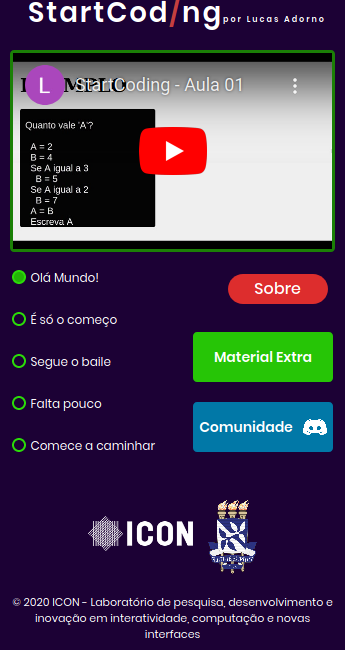 StartCoding por Lucas Adorno
L StartCoding - Aula 01
Quanto vale 'A'?
A = 2
B = 4
Se A igual a 3
B = 5
Se A igual a 2
B = 7
A = B
Escreva A
Olá Mundo!
Sobre
É só o começo
Material Extra
Segue o baile
Falta pouco
Comunidade
Comece a caminhar
ICON
© 2020 ICON - Laboratório de pesquisa, desenvolvimento e
inovação em interatividade, computação e novas
interfaces